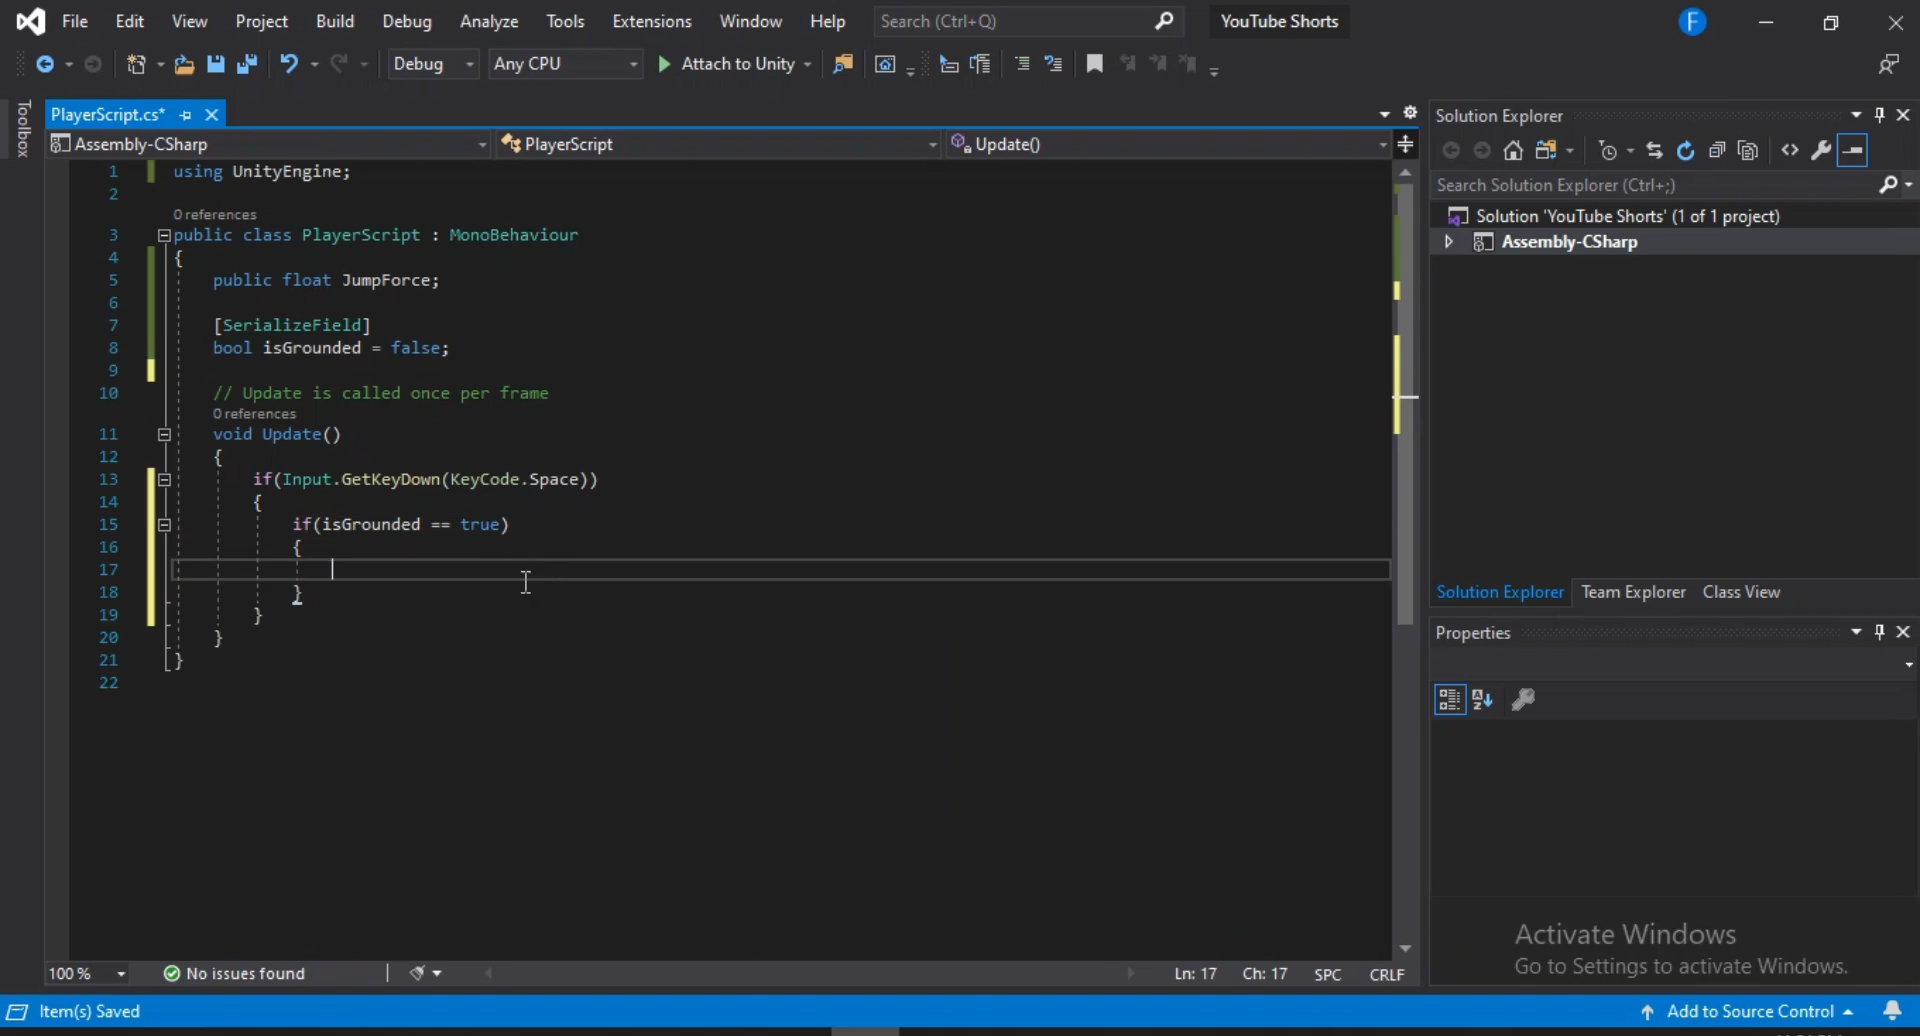 File Edit View Project Build Debug Analyze Tools Extensions Window Help Search (Ctrl+Q) YouTube Shorts F
Debug Any CPU Attach to Unity
Toolbox
PlayerScript.cs*
Assembly-CSharp PlayerScript Update()
1 using UnityEngine;
2
0 references
3 public class PlayerScript : MonoBehaviour
4 {
5 public float JumpForce;
6
7 [SerializeField]
8 bool isGrounded = false;
9
10 // Update is called once per frame
0 references
11 void Update()
12 {
13 if(Input.GetKeyDown(KeyCode.Space))
14 {
15 if(isGrounded == true)
16 {
17
18 }
19 }
20 }
21 }
22
100 % No issues found Ln: 17 Ch: 17 SPC CRLF
Solution Explorer
Search Solution Explorer (Ctrl+;)
Solution 'YouTube Shorts' (1 of 1 project)
Assembly-CSharp
Solution Explorer Team Explorer Class View
Properties
Activate Windows
Go to Settings to activate Windows.
Item(s) Saved Add to Source Control